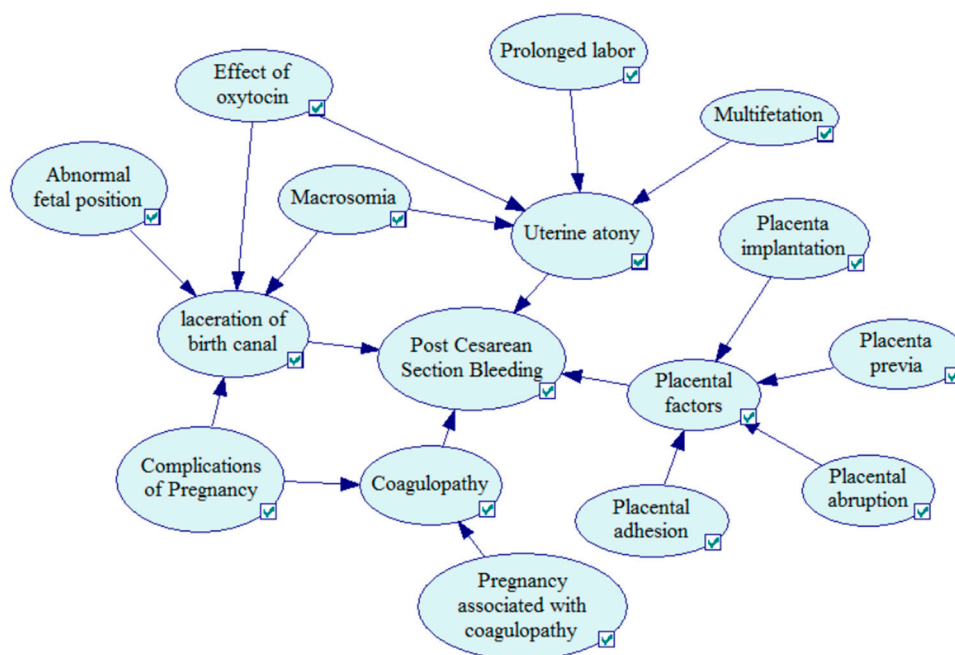 Prolonged labor
Effect of
oxytocin
Multifetation
Abnormal
fetal position
Macrosomia
Uterine atony
Placenta
implantation
laceration of
birth canal
Post Cesarean
Section Bleeding
Placenta
previa
Placental
factors
Complications
of Pregnancy
Coagulopathy
Placental
abruption
Placental
adhesion
Pregnancy
associated with
coagulopathy